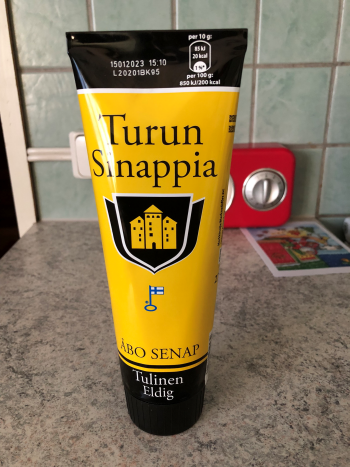 15012023 15:10
L20201BK95
per 10 g:
85 kJ
20 kcal
1 %*
per 100 g:
850 kJ/200 kcal
Turun
Sinappia
ÅBO SENAP
Tulinen
Eldig